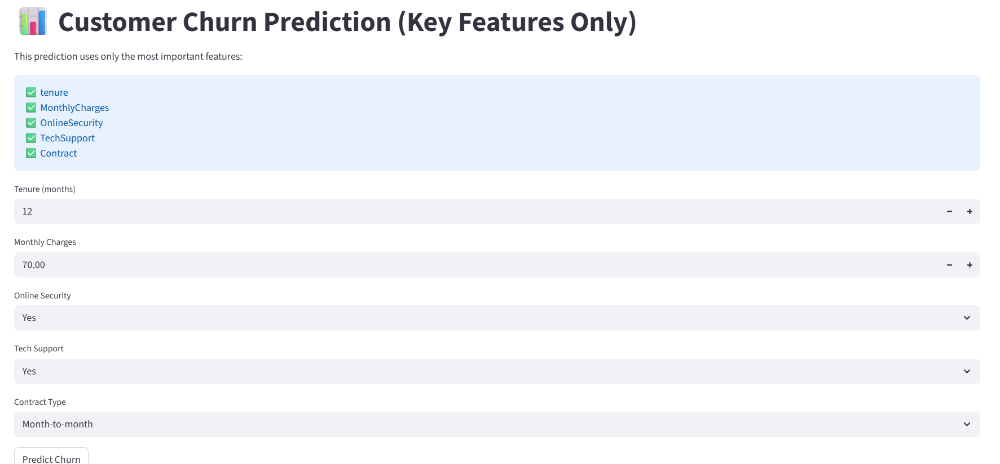 Customer Churn Prediction (Key Features Only)
This prediction uses only the most important features:
tenure
MonthlyCharges
OnlineSecurity
TechSupport
Contract
Tenure (months)
12
Monthly Charges
70.00
Online Security
Yes
Tech Support
Yes
Contract Type
Month-to-month
Predict Churn